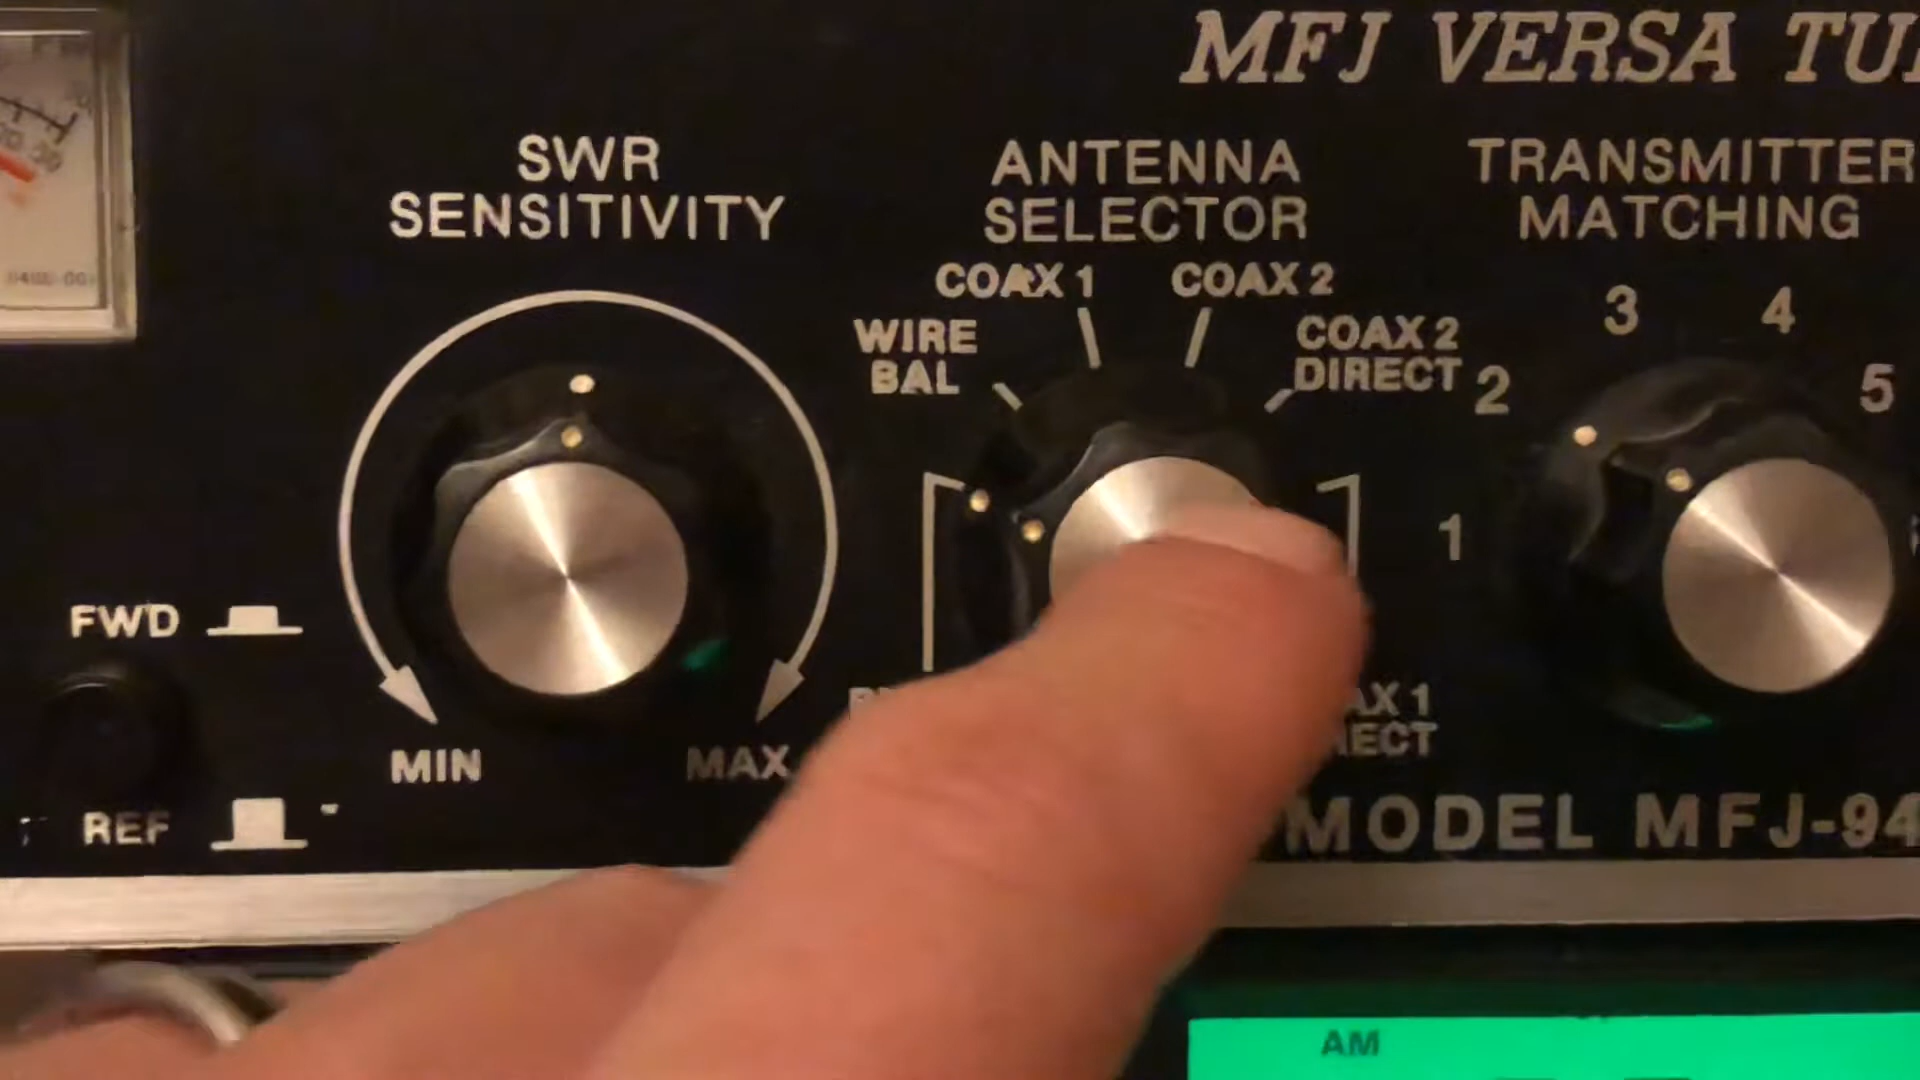 MFJ VERSA
SWR
SENSITIVITY
ANTENNA
SELECTOR
TRANSMITTER
MATCHING
COAX 1
COAX 2
WIRE
BAL
COAX 2
DIRECT
1
2
3
4
5
FWD
REF
MIN
MAX
MODEL MFJ-94
AM